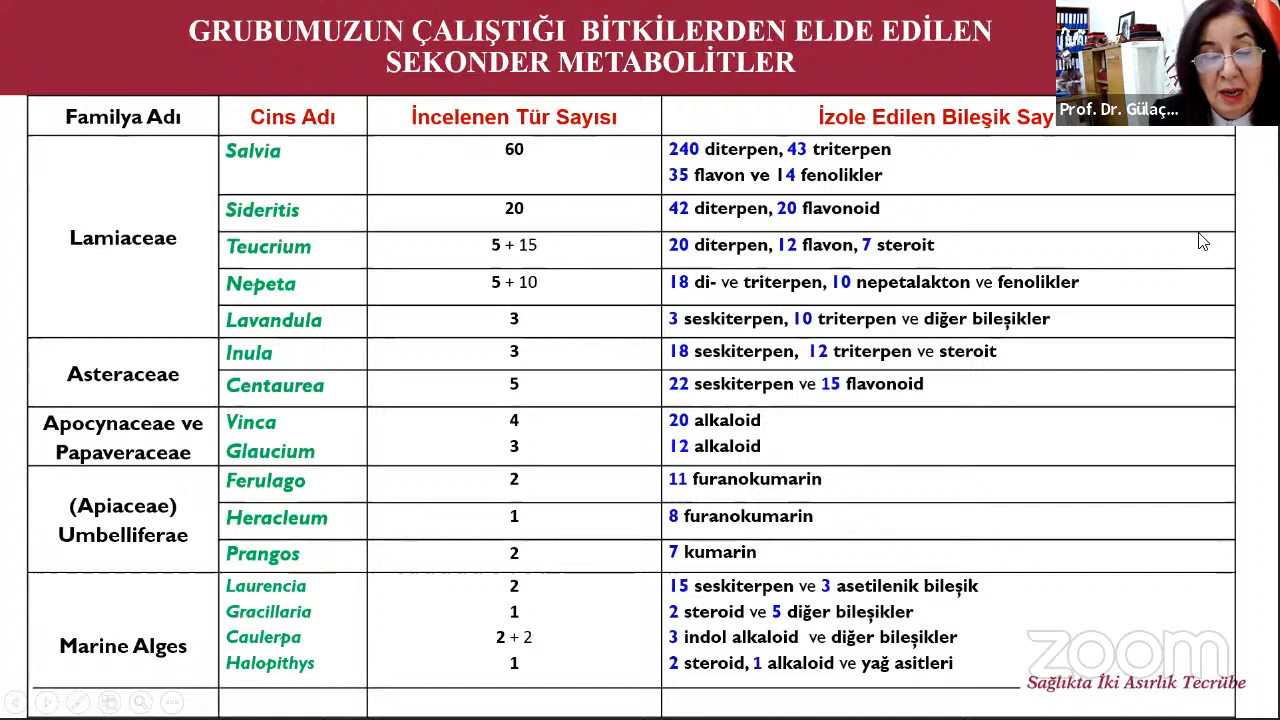 GRUBUMUZUN ÇALIŞTIĞI BİTKİLERDEN ELDE EDİLEN
SEKONDER METABOLİTLER
Prof. Dr. Gülaç...
Familya Adı Cins Adı İncelenen Tür Sayısı İzole Edilen Bileşik Say
Lamiaceae
Salvia 60 240 diterpen, 43 triterpen
35 flavon ve 14 fenolikler
Sideritis 20 42 diterpen, 20 flavonoid
Teucrium 5 + 15 20 diterpen, 12 flavon, 7 steroit
Nepeta 5 + 10 18 di- ve triterpen, 10 nepetalakton ve fenolikler
Lavandula 3 3 seskiterpen, 10 triterpen ve diğer bileşikler
Asteraceae
Inula 3 18 seskiterpen, 12 triterpen ve steroit
Centaurea 5 22 seskiterpen ve 15 flavonoid
Apocynaceae ve
Papaveraceae
Vinca 4 20 alkaloid
Glaucium 3 12 alkaloid
(Apiaceae)
Umbelliferae
Ferulago 2 11 furanokumarin
Heracleum 1 8 furanokumarin
Prangos 2 7 kumarin
Marine Alges
Laurencia 2 15 seskiterpen ve 3 asetilenik bileşik
Gracillaria 1 2 steroid ve 5 diğer bileşikler
Caulerpa 2 + 2 3 indol alkaloid ve diğer bileşikler
Halopithys 1 2 steroid, 1 alkaloid ve yağ asitleri
zoom
Sağlıkta İki Asırlık Tecrübe